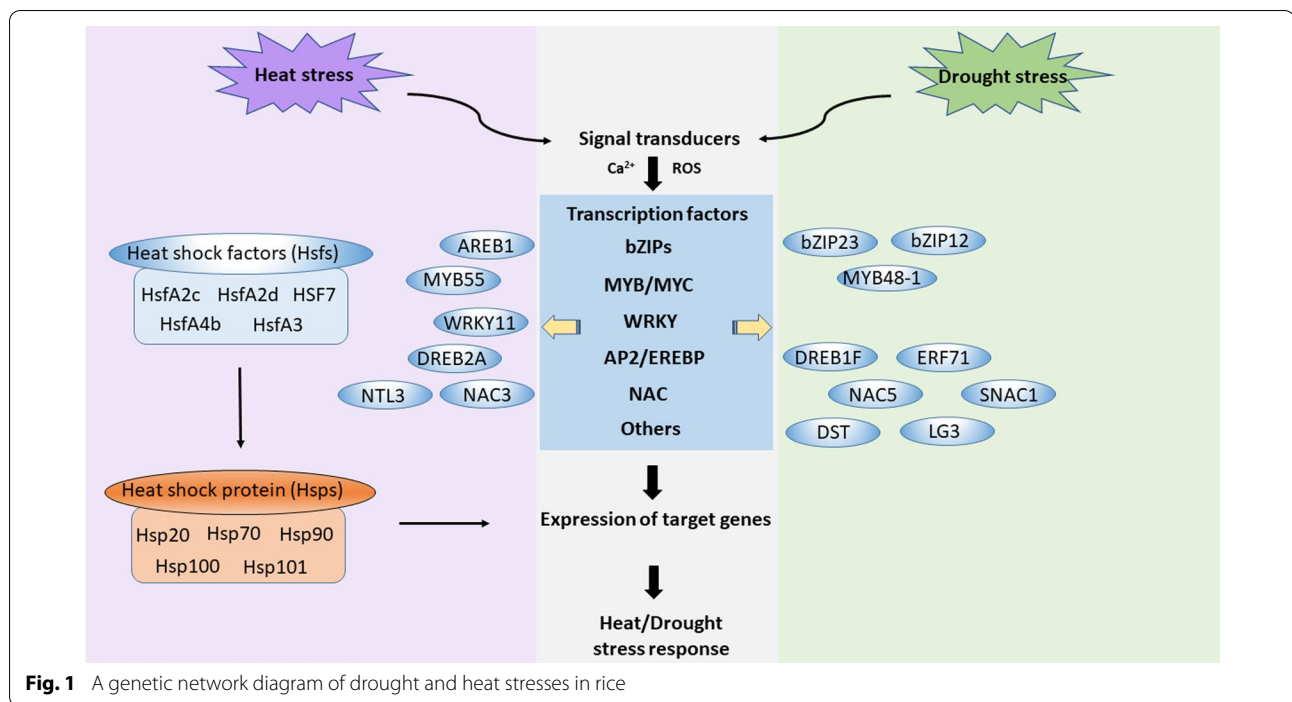 Heat stress
Drought stress
Signal transducers
Ca²⁺ ROS
Transcription factors
bZIPs
MYB/MYC
WRKY
AP2/EREBP
NAC
Others
Heat shock factors (Hsfs)
HsfA2c HsfA2d HSF7
HsfA4b HsfA3
AREB1
MYB55
WRKY11
DREB2A
NTL3 NAC3
bZIP23 bZIP12
MYB48-1
DREB1F ERF71
NAC5 SNAC1
DST LG3
Heat shock protein (Hsps)
Hsp20 Hsp70 Hsp90
Hsp100 Hsp101
Expression of target genes
Heat/Drought
stress response
Fig. 1 A genetic network diagram of drought and heat stresses in rice